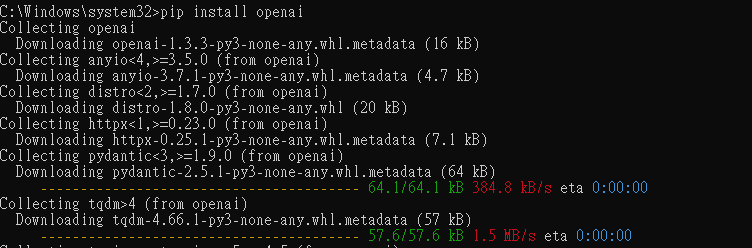 C:\Windows\system32>pip install openai
Collecting openai
Downloading openai-1.3.3-py3-none-any.whl.metadata (16 kB)
Collecting anyio<4,>=3.5.0 (from openai)
Downloading anyio-3.7.1-py3-none-any.whl.metadata (4.7 kB)
Collecting distro<2,>=1.7.0 (from openai)
Downloading distro-1.8.0-py3-none-any.whl (20 kB)
Collecting httpx<1,>=0.23.0 (from openai)
Downloading httpx-0.25.1-py3-none-any.whl.metadata (7.1 kB)
Collecting pydantic<3,>=1.9.0 (from openai)
Downloading pydantic-2.5.1-py3-none-any.whl.metadata (64 kB)
---------------------------------------- 64.1/64.1 kB 384.8 kB/s eta 0:00:00
Collecting tqdm>4 (from openai)
Downloading tqdm-4.66.1-py3-none-any.whl.metadata (57 kB)
---------------------------------------- 57.6/57.6 kB 1.5 MB/s eta 0:00:00